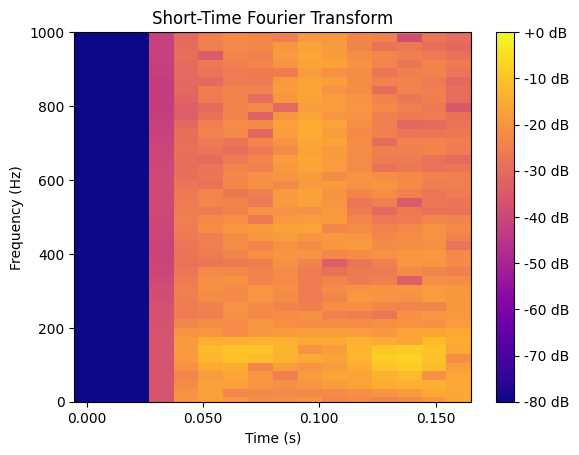 Short-Time Fourier Transform
1000
800
600
400
200
0
Frequency (Hz)
0.000
0.050
0.100
0.150
Time (s)
+0 dB
-10 dB
-20 dB
-30 dB
-40 dB
-50 dB
-60 dB
-70 dB
-80 dB